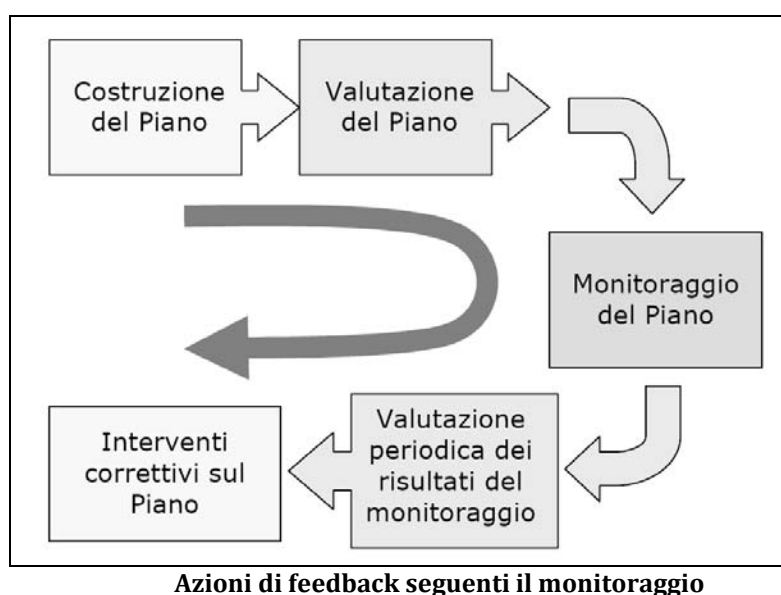 Costruzione
del Piano
Valutazione
del Piano
Monitoraggio
del Piano
Valutazione
periodica dei
risultati del
monitoraggio
Interventi
correttivi sul
Piano
Azioni di feedback seguenti il monitoraggio